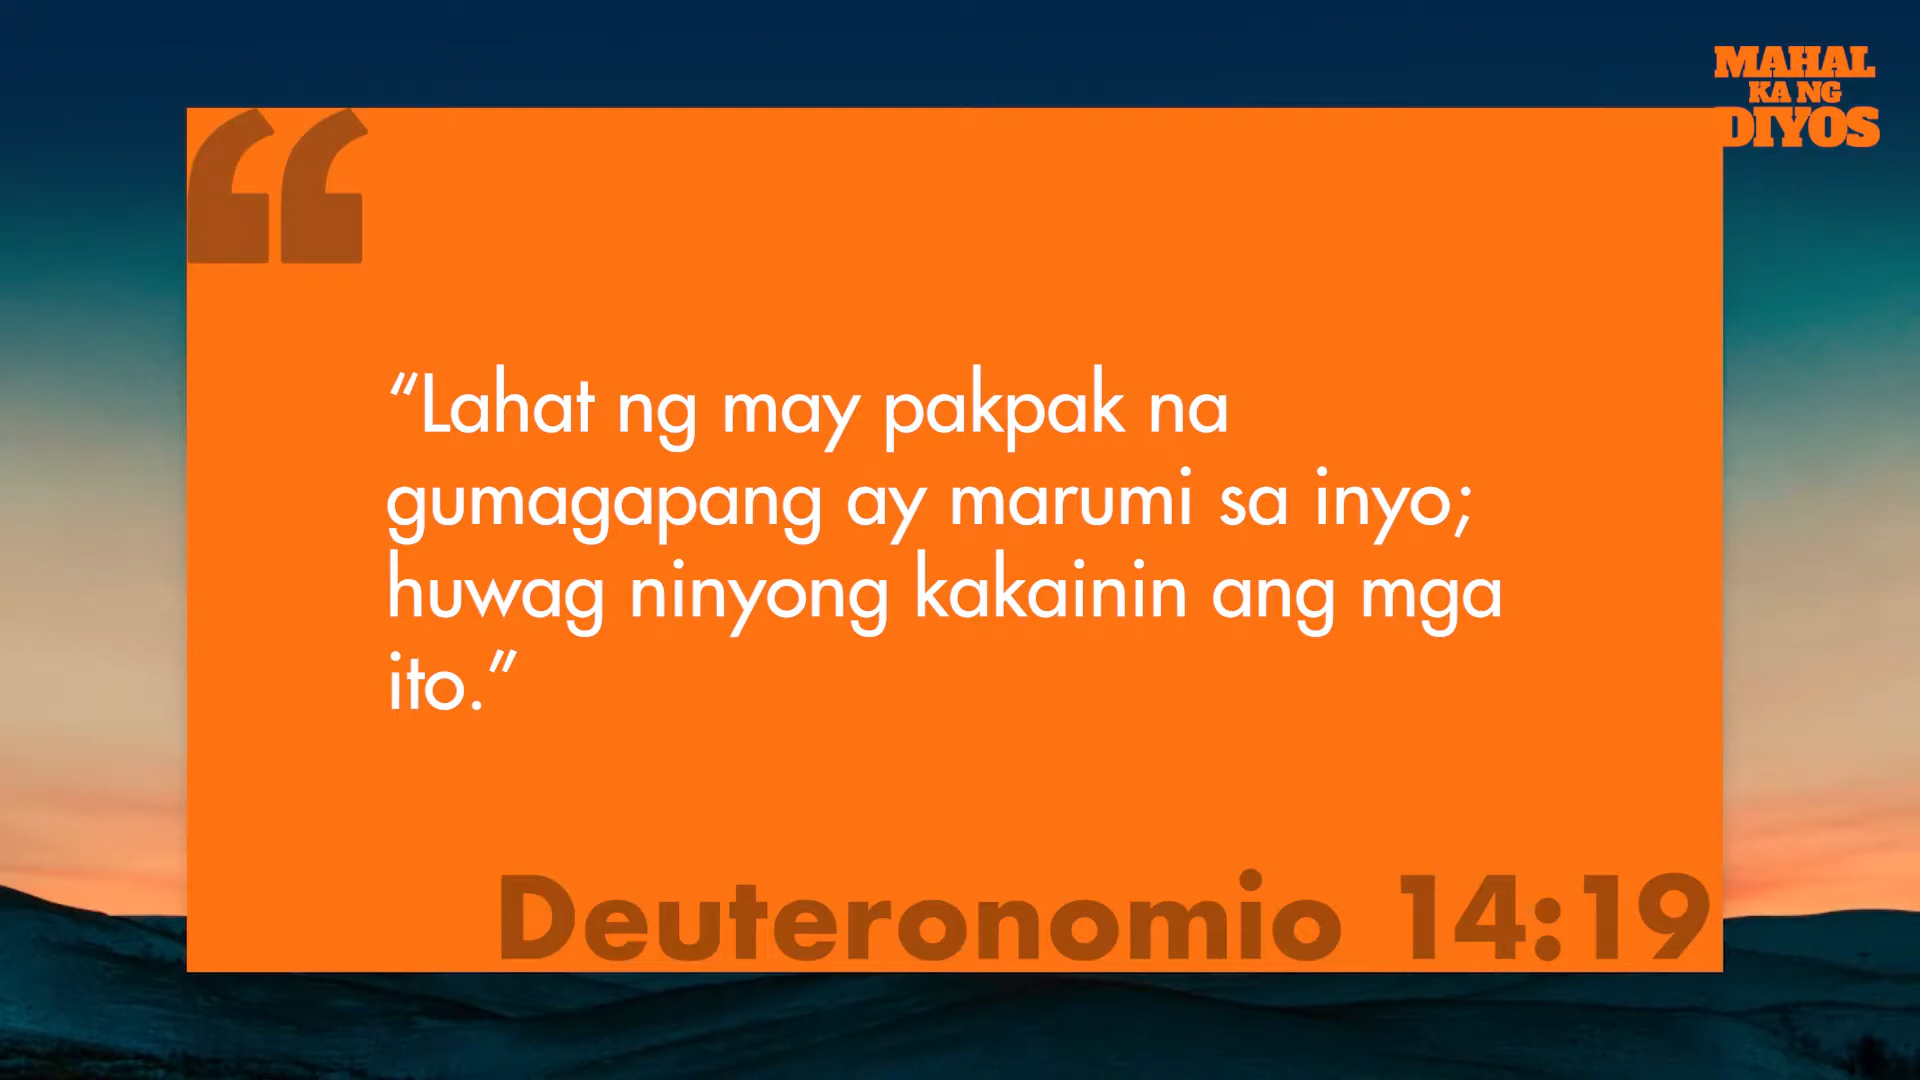 MAHAL
KA NG
DIYOS
“Lahat ng may pakpak na
gumagapang ay marumi sa inyo;
huwag ninyong kakainin ang mga
ito.”
Deuteronomio 14:19